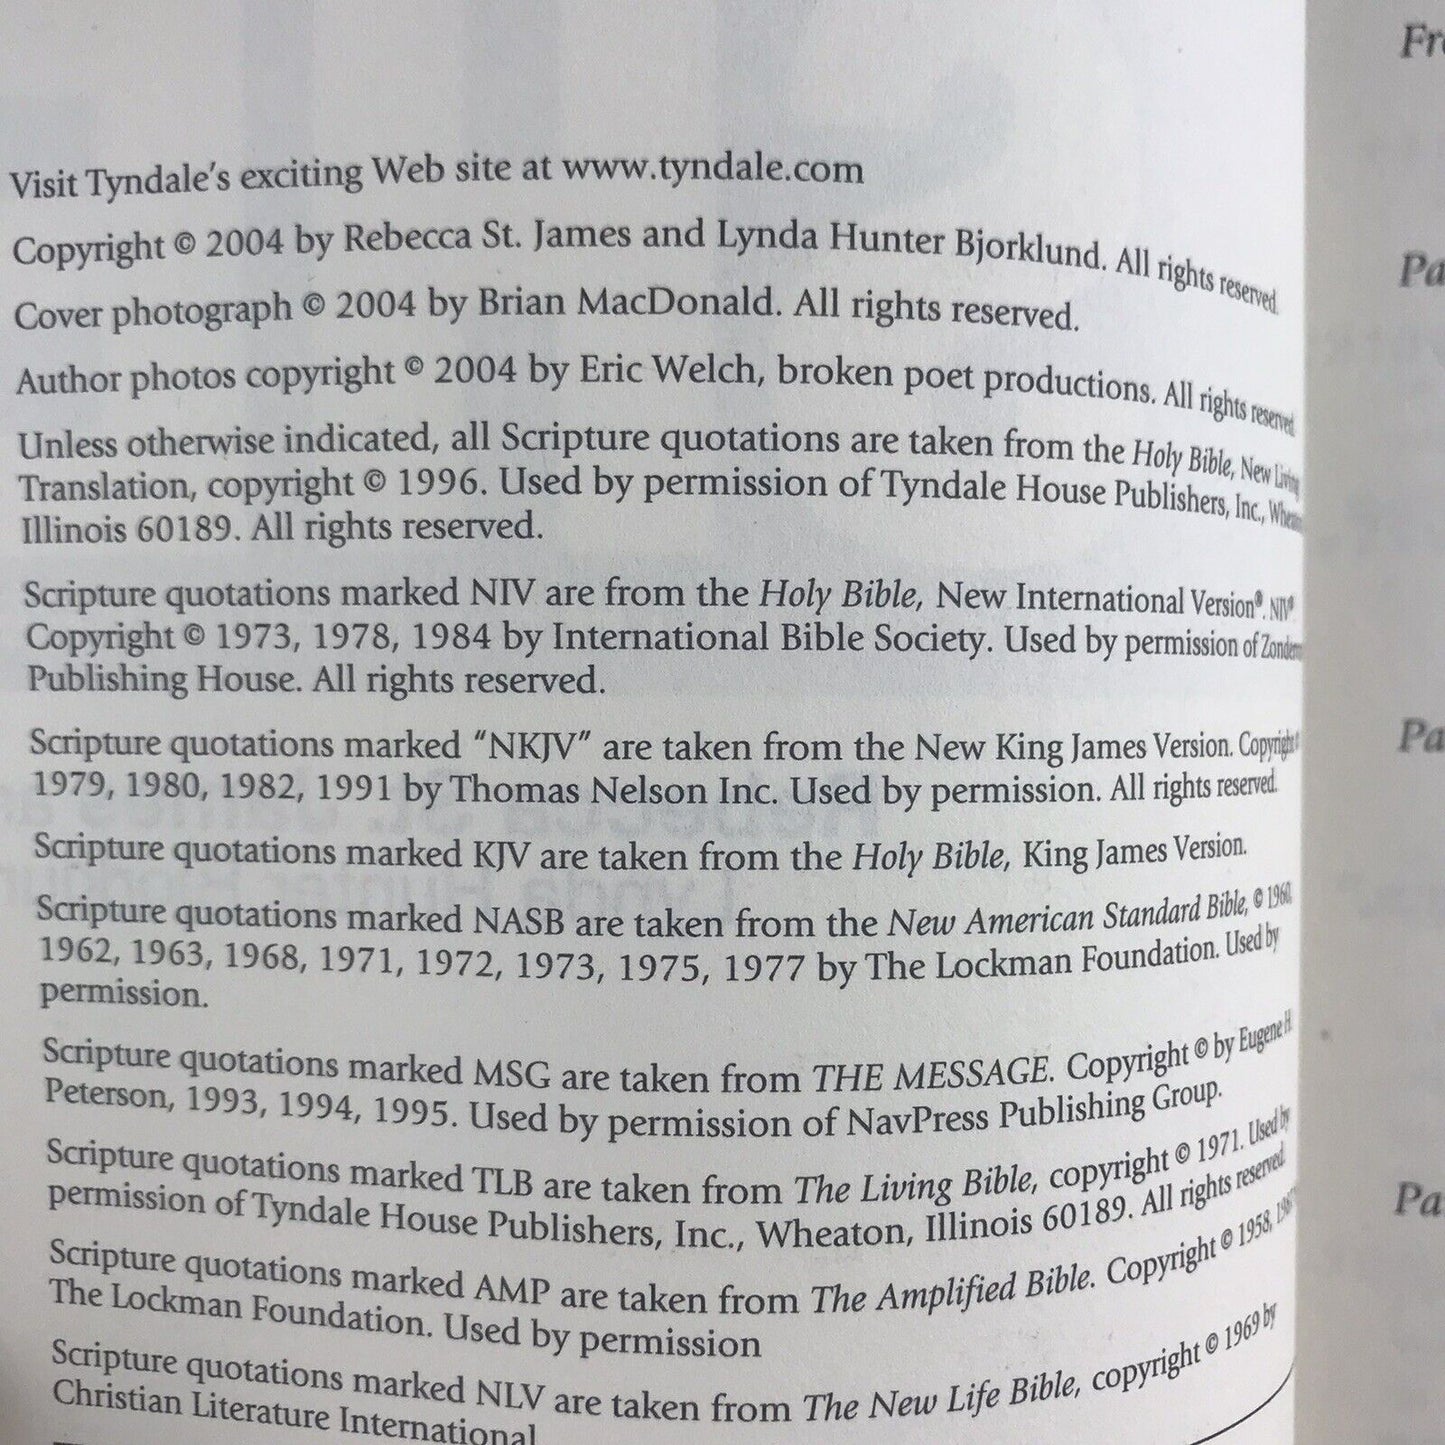 Visit Tyndale's exciting Web site at www.tyndale.com
Copyright © 2004 by Rebecca St. James and Lynda Hunter Bjorklund. All rights reserved.
Cover photograph © 2004 by Brian MacDonald. All rights reserved.
Author photos copyright © 2004 by Eric Welch, broken poet productions. All rights reserved.
Unless otherwise indicated, all Scripture quotations are taken from the Holy Bible, New Living
Translation, copyright © 1996. Used by permission of Tyndale House Publishers, Inc.,
Illinois 60189. All rights reserved.
Scripture quotations marked NIV are from the Holy Bible, New International Version®. NIV®
Copyright © 1973, 1978, 1984 by International Bible Society. Used by permission of
Publishing House. All rights reserved.
Scripture quotations marked "NKJV" are taken from the New King James Version. Copyright ©
1979, 1980, 1982, 1991 by Thomas Nelson Inc. Used by permission. All rights reserved.
Scripture quotations marked KJV are taken from the Holy Bible, King James Version.
Scripture quotations marked NASB are taken from the New American Standard Bible, © 1960,
1962, 1963, 1968, 1971, 1972, 1973, 1975, 1977 by The Lockman Foundation. Used by
permission.
Scripture quotations marked MSG are taken from THE MESSAGE. Copyright © by Eugene H.
Peterson, 1993, 1994, 1995. Used by permission of NavPress Publishing Group.
Scripture quotations marked TLB are taken from The Living Bible, copyright © 1971. Used by
permission of Tyndale House Publishers, Inc., Wheaton, Illinois 60189. All rights reserved.
Scripture quotations marked AMP are taken from The Amplified Bible. Copyright © 1958,
The Lockman Foundation. Used by permission
Scripture quotations marked NLV are taken from The New Life Bible, copyright © 1969 by
Christian Literature International
Fr
Pa
Pa
Pa